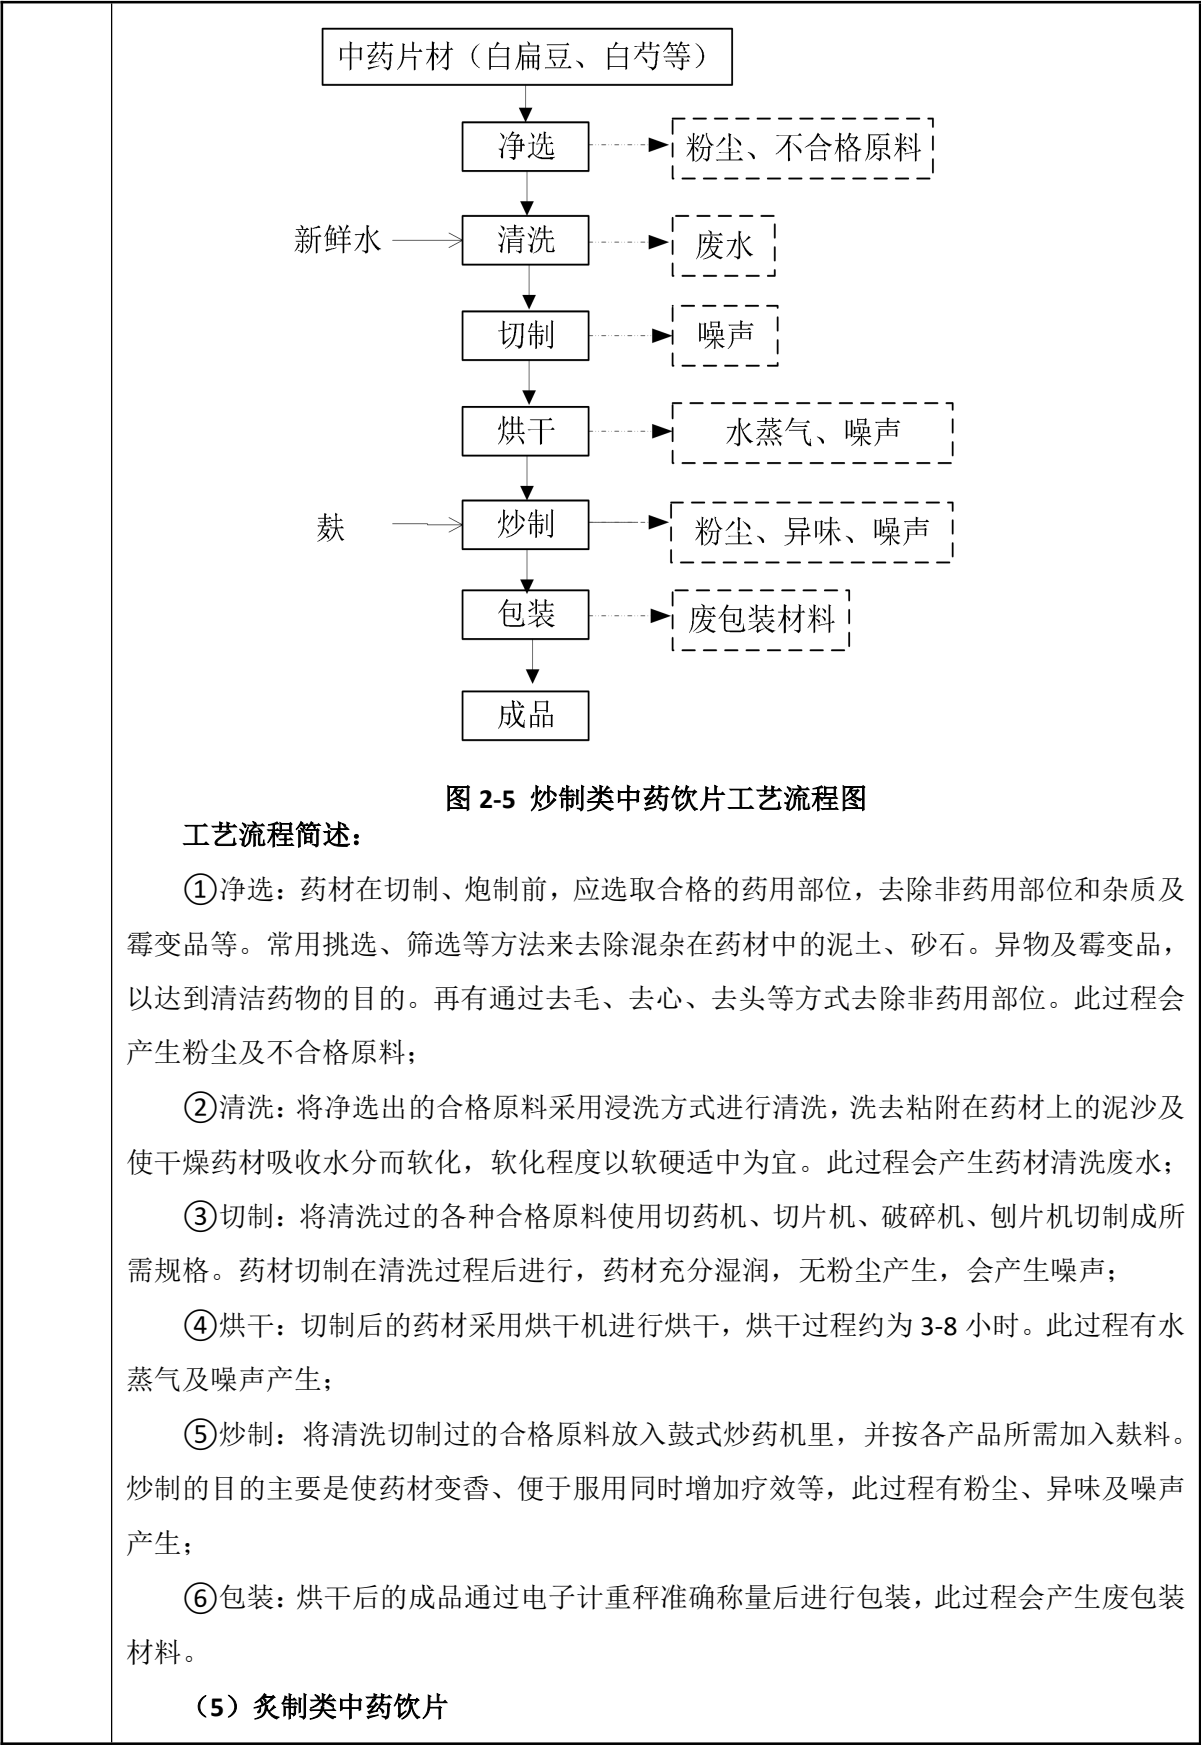 中药片材（白扁豆、白芍等）
净选
粉尘、不合格原料
新鲜水
清洗
废水
切制
噪声
烘干
水蒸气、噪声
麸
炒制
粉尘、异味、噪声
包装
废包装材料
成品
图 2-5 炒制类中药饮片工艺流程图
工艺流程简述：
①净选：药材在切制、炮制前，应选取合格的药用部位，去除非药用部位和杂质及
霉变品等。常用挑选、筛选等方法来去除混杂在药材中的泥土、砂石。异物及霉变品，
以达到清洁药物的目的。再有通过去毛、去心、去头等方式去除非药用部位。此过程会
产生粉尘及不合格原料；
②清洗：将净选出的合格原料采用浸洗方式进行清洗，洗去粘附在药材上的泥沙及
使干燥药材吸收水分而软化，软化程度以软硬适中为宜。此过程会产生药材清洗废水；
③切制：将清洗过的各种合格原料使用切药机、切片机、破碎机、刨片机切制成所
需规格。药材切制在清洗过程后进行，药材充分湿润，无粉尘产生，会产生噪声；
④烘干：切制后的药材采用烘干机进行烘干，烘干过程约为 3-8 小时。此过程有水
蒸气及噪声产生；
⑤炒制：将清洗切制过的合格原料放入鼓式炒药机里，并按各产品所需加入麸料。
炒制的目的主要是使药材变香、便于服用同时增加疗效等，此过程有粉尘、异味及噪声
产生；
⑥包装：烘干后的成品通过电子计重秤准确称量后进行包装，此过程会产生废包装
材料。
（5）炙制类中药饮片